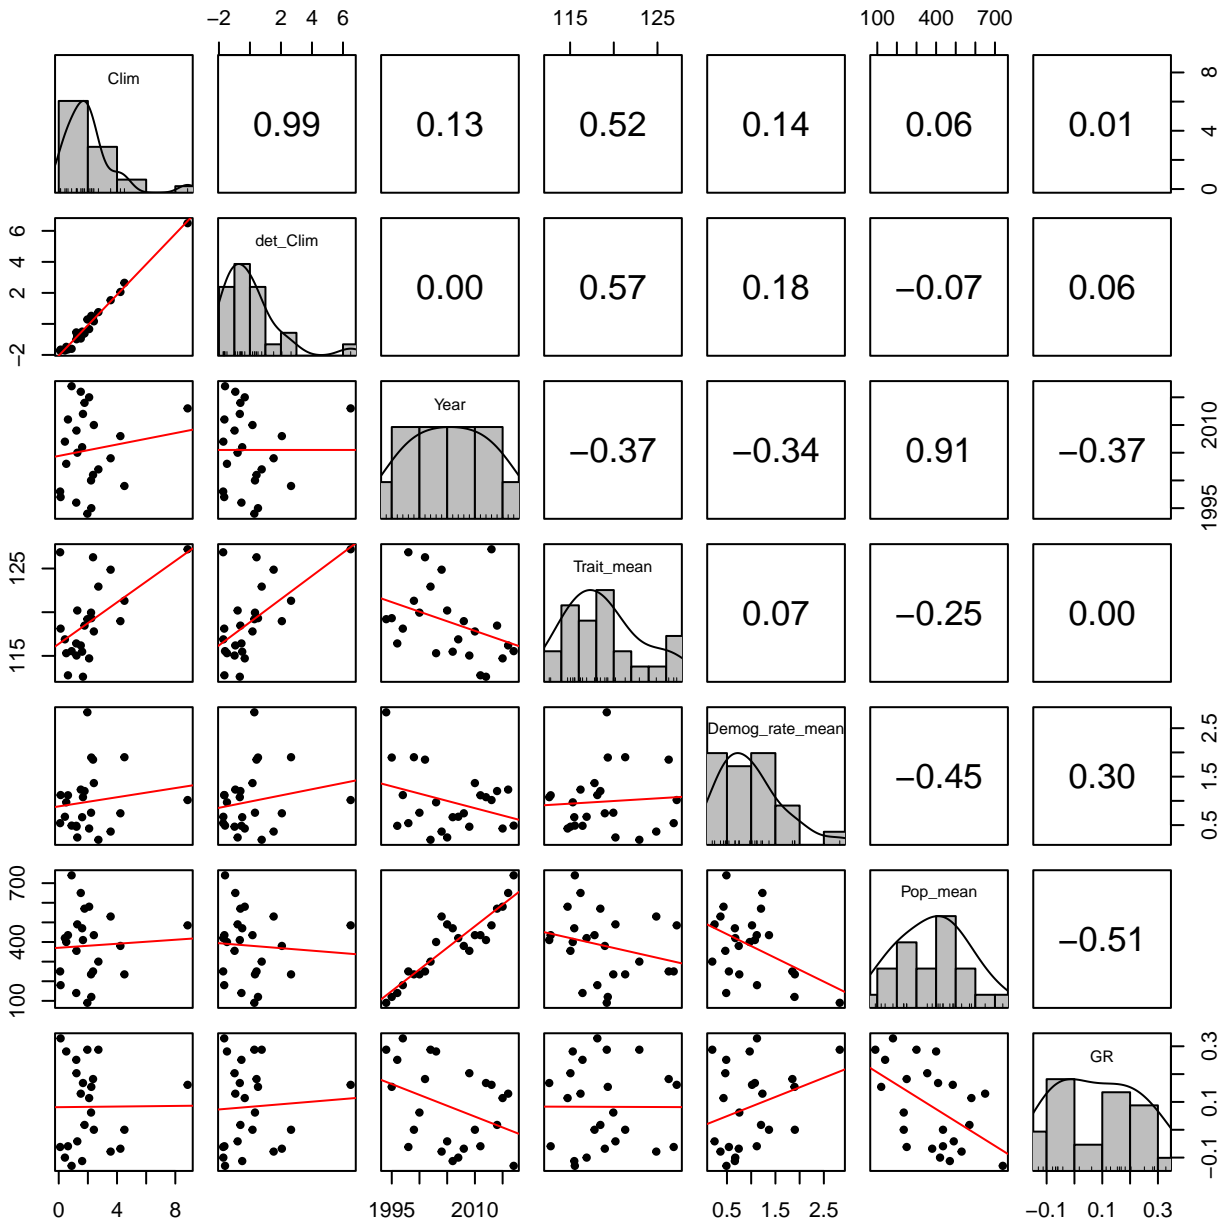 −2 2 4 6 115 125 100 400 700
Clim 0.99 0.13 0.52 0.14 0.06 0.01 0 4 8
−2 2 4 6 det_Clim 0.00 0.57 0.18 −0.07 0.06
Year −0.37 −0.34 0.91 −0.37 1995 2010
115 125 Trait_mean 0.07 −0.25 0.00
Demog_rate_mean −0.45 0.30 0.5 1.5 2.5
100 400 700 Pop_mean −0.51
GR −0.1 0.1 0.3
0 4 8 1995 2010 0.5 1.5 2.5 −0.1 0.1 0.3